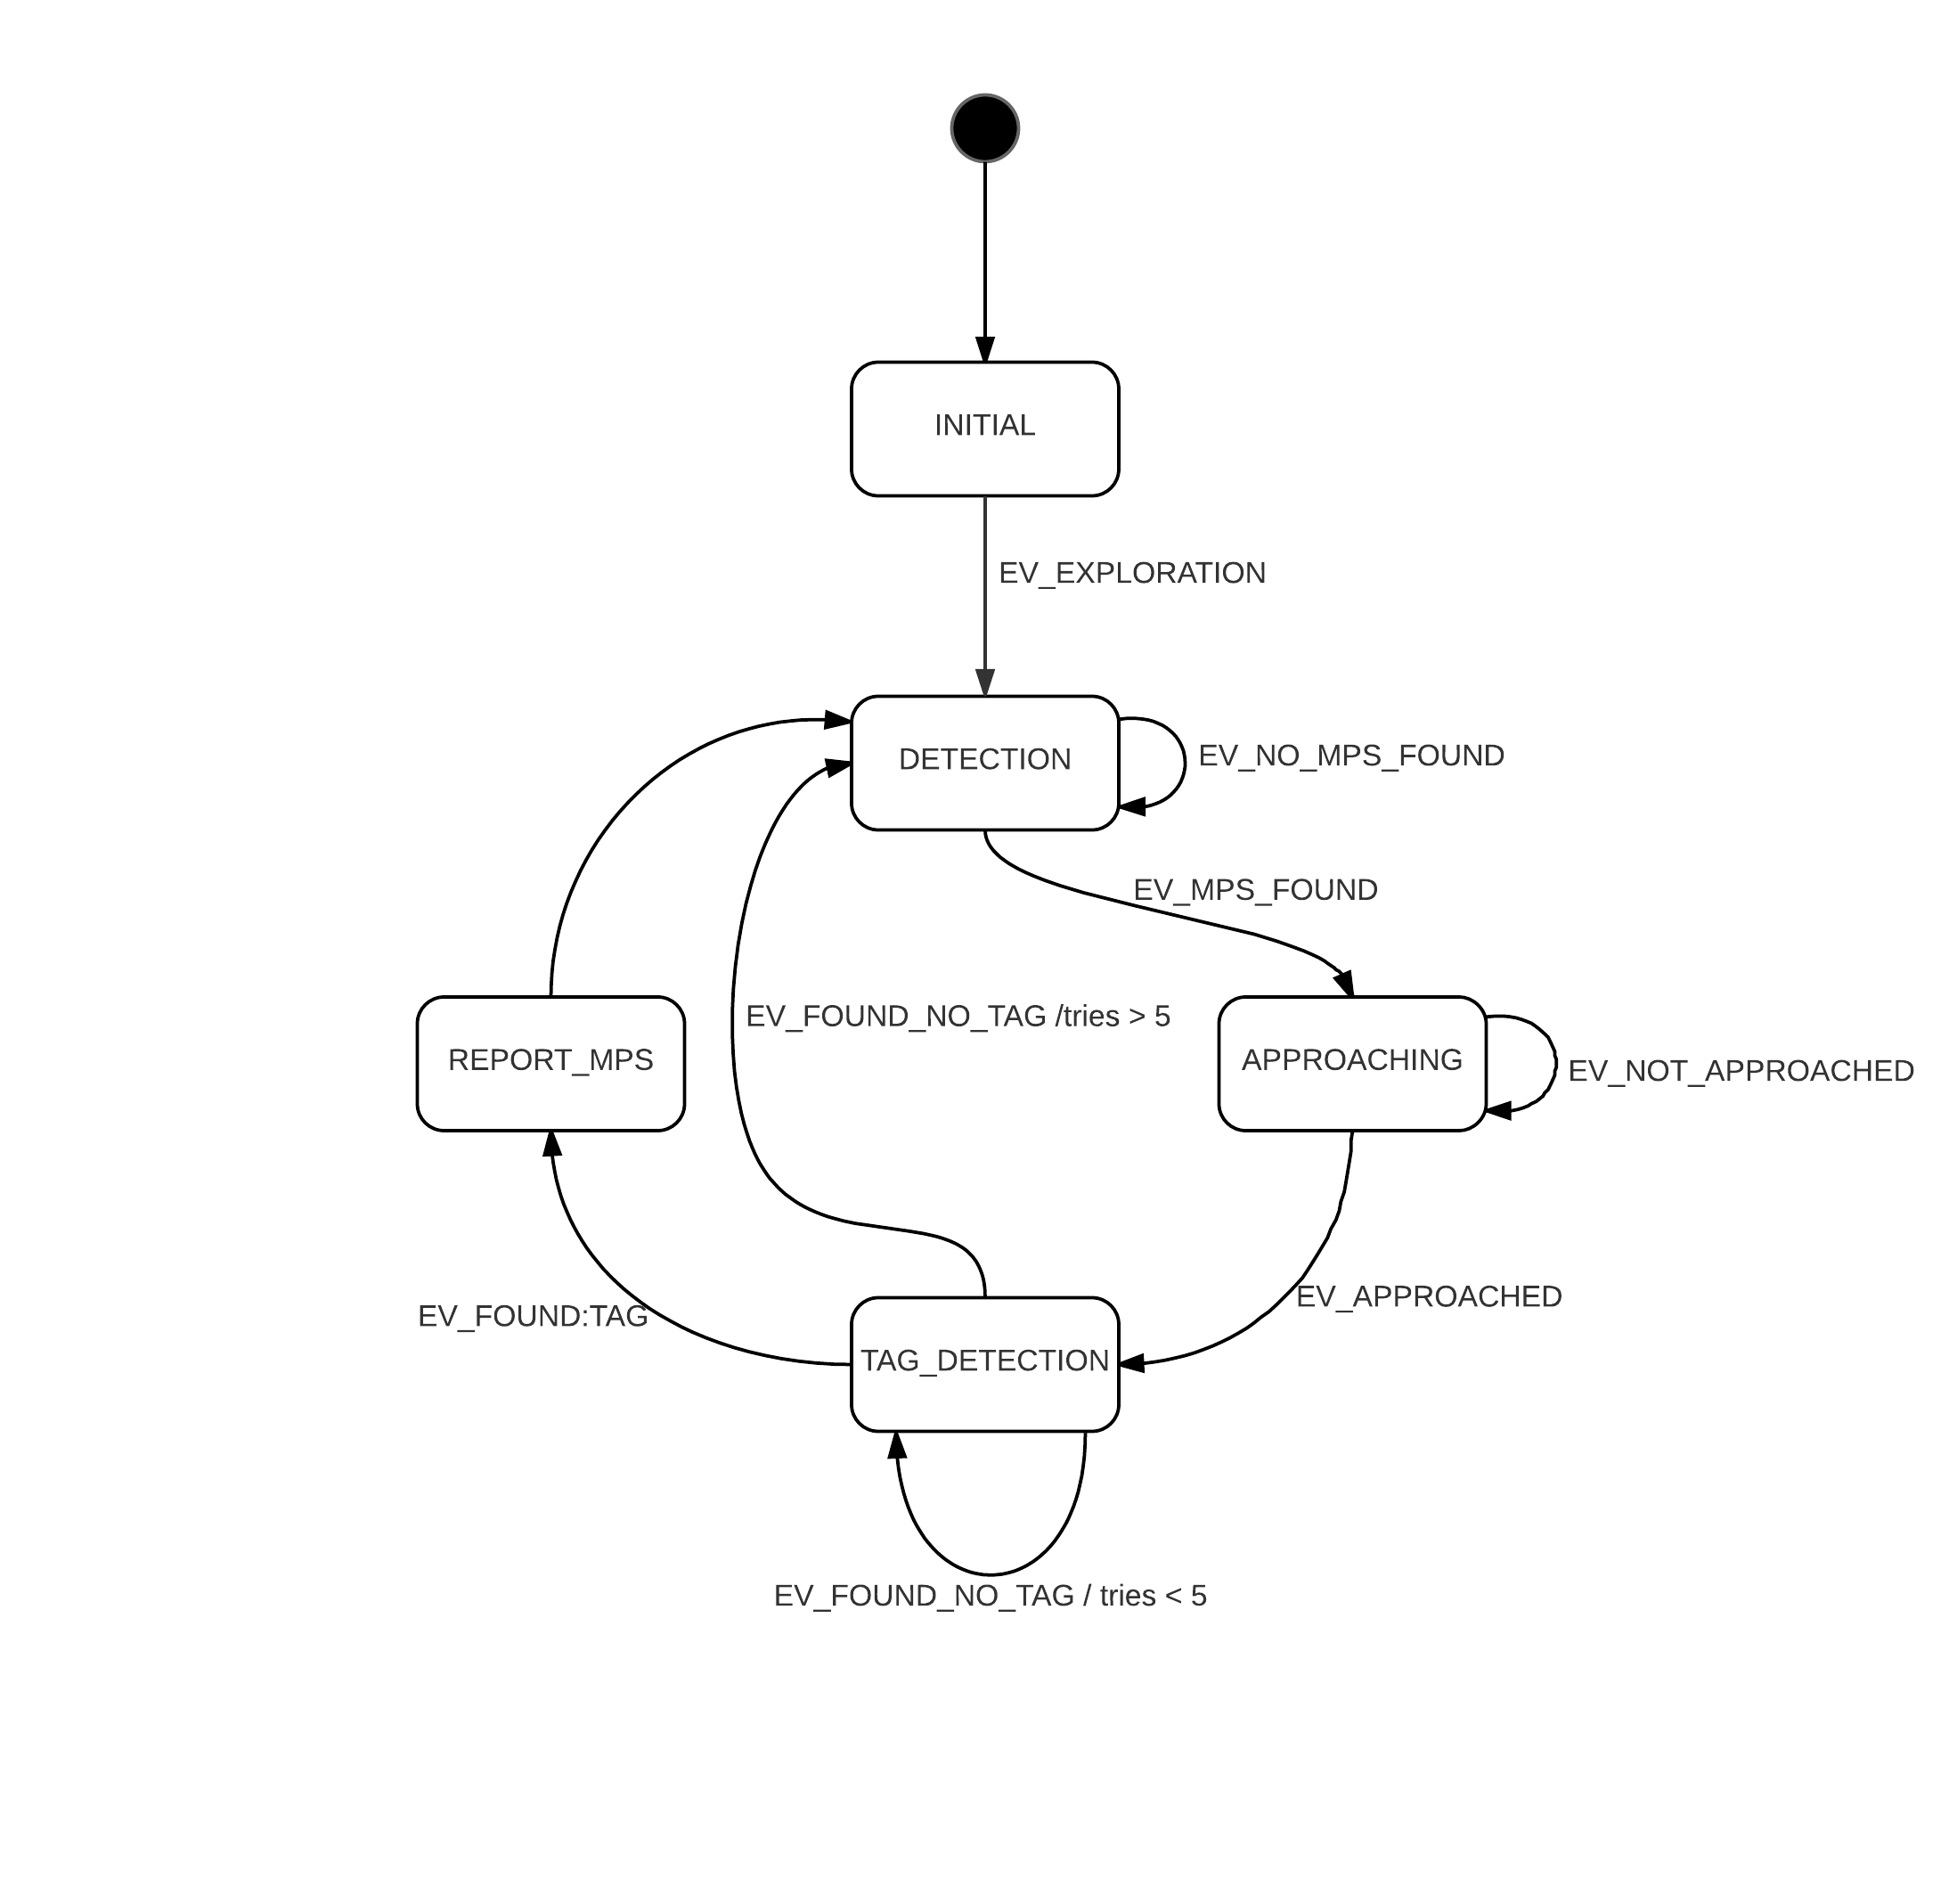 INITIAL
EV_EXPLORATION
DETECTION
EV_NO_MPS_FOUND
EV_MPS_FOUND
EV_FOUND_NO_TAG /tries > 5
REPORT_MPS
APPROACHING
EV_NOT_APPROACHED
EV_APPROACHED
EV_FOUND:TAG
TAG_DETECTION
EV_FOUND_NO_TAG / tries < 5